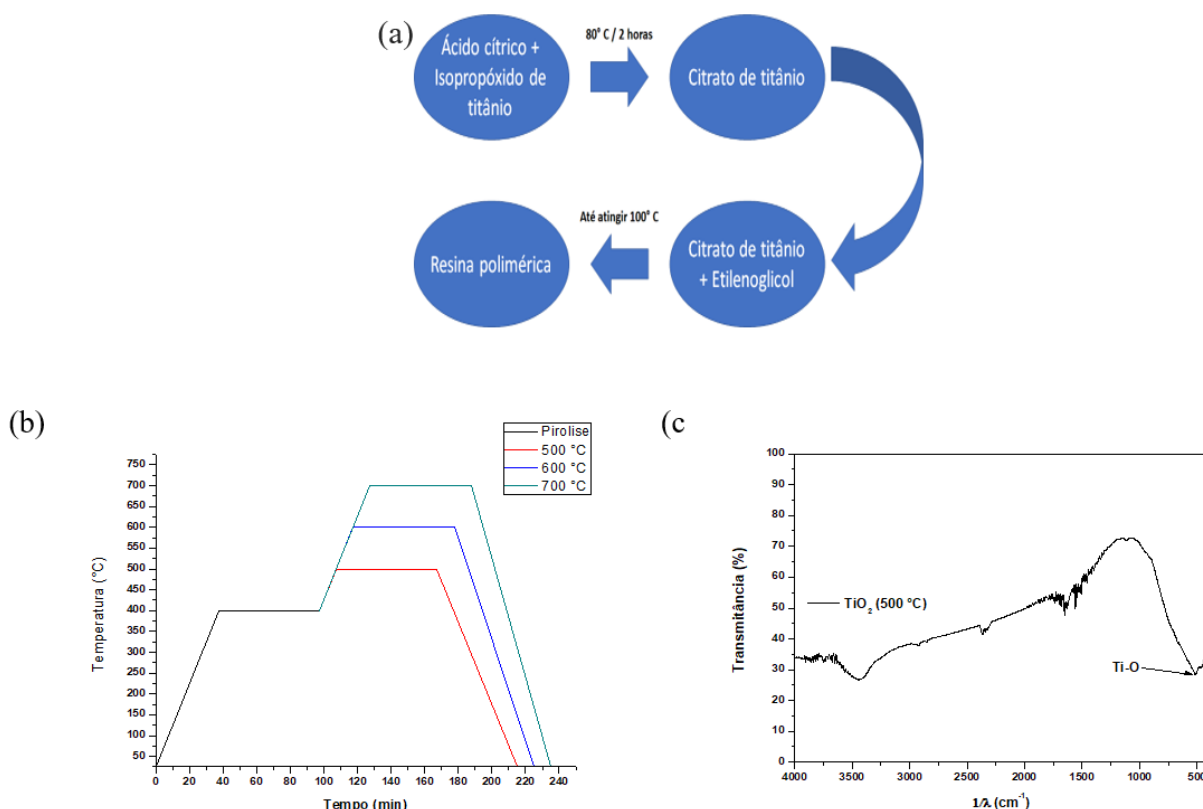 (a)
Ácido cítrico +
Isopropóxido de
titânio
80° C / 2 horas
Citrato de titânio
Citrato de titânio
+ Etilenoglicol
Até atingir 100° C
Resina polimérica
(b)
Pirolise
500 °C
600 °C
700 °C
Temperatura (°C)
750
700
650
600
550
500
450
400
350
300
250
200
150
100
50
0 20 40 60 80 100 120 140 160 180 200 220 240
Tempo (min)
(c
Transmitância (%)
100
90
80
70
60
50
40
30
20
10
0
TiO₂ (500 °C)
Ti-O
4000 3500 3000 2500 2000 1500 1000 500
1/λ (cm⁻¹)